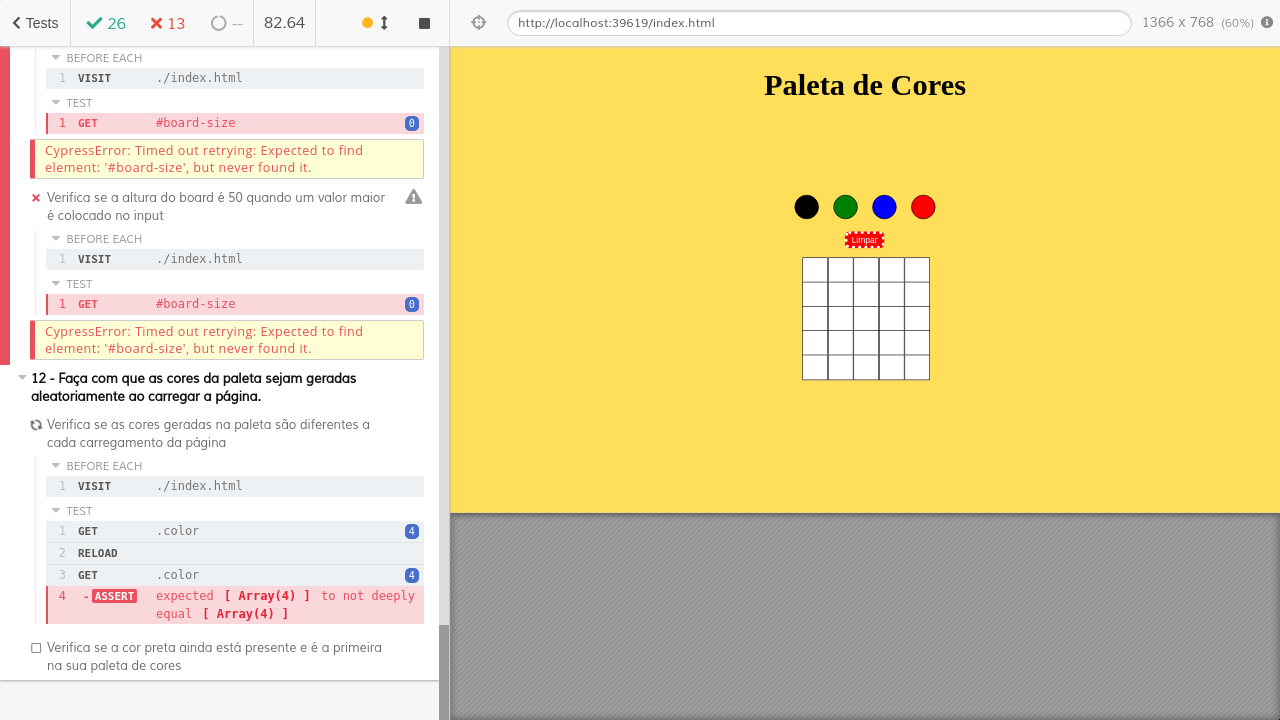 Tests
26
13
--
82.64
http://localhost:39619/index.html
1366 x 768 (60%)
BEFORE EACH
1 VISIT ./index.html
TEST
1 GET #board-size 0
CypressError: Timed out retrying: Expected to find
element: '#board-size', but never found it.
Verifica se a altura do board é 50 quando um valor maior
é colocado no input
BEFORE EACH
1 VISIT ./index.html
TEST
1 GET #board-size 0
CypressError: Timed out retrying: Expected to find
element: '#board-size', but never found it.
12 - Faça com que as cores da paleta sejam geradas
aleatoriamente ao carregar a página.
Verifica se as cores geradas na paleta são diferentes a
cada carregamento da página
BEFORE EACH
1 VISIT ./index.html
TEST
1 GET .color 4
2 RELOAD
3 GET .color 4
4 -ASSERT expected [ Array(4) ] to not deeply
equal [ Array(4) ]
Verifica se a cor preta ainda está presente e é a primeira
na sua paleta de cores
Paleta de Cores
Limpar